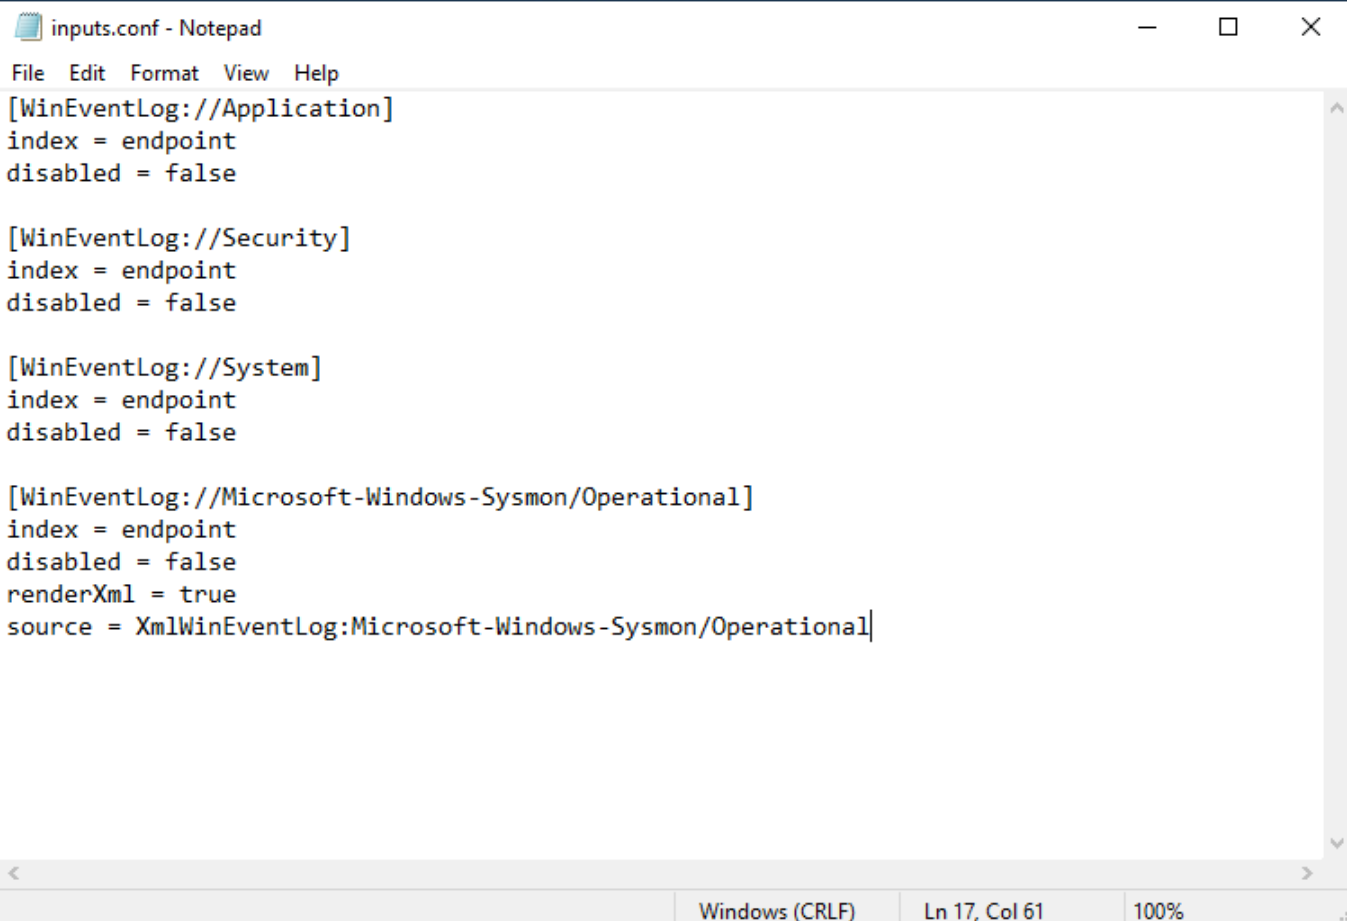 inputs.conf - Notepad
File Edit Format View Help
[WinEventLog://Application]
index = endpoint
disabled = false

[WinEventLog://Security]
index = endpoint
disabled = false

[WinEventLog://System]
index = endpoint
disabled = false

[WinEventLog://Microsoft-Windows-Sysmon/Operational]
index = endpoint
disabled = false
renderXml = true
source = XmlWinEventLog:Microsoft-Windows-Sysmon/Operational
Windows (CRLF) Ln 17, Col 61 100%